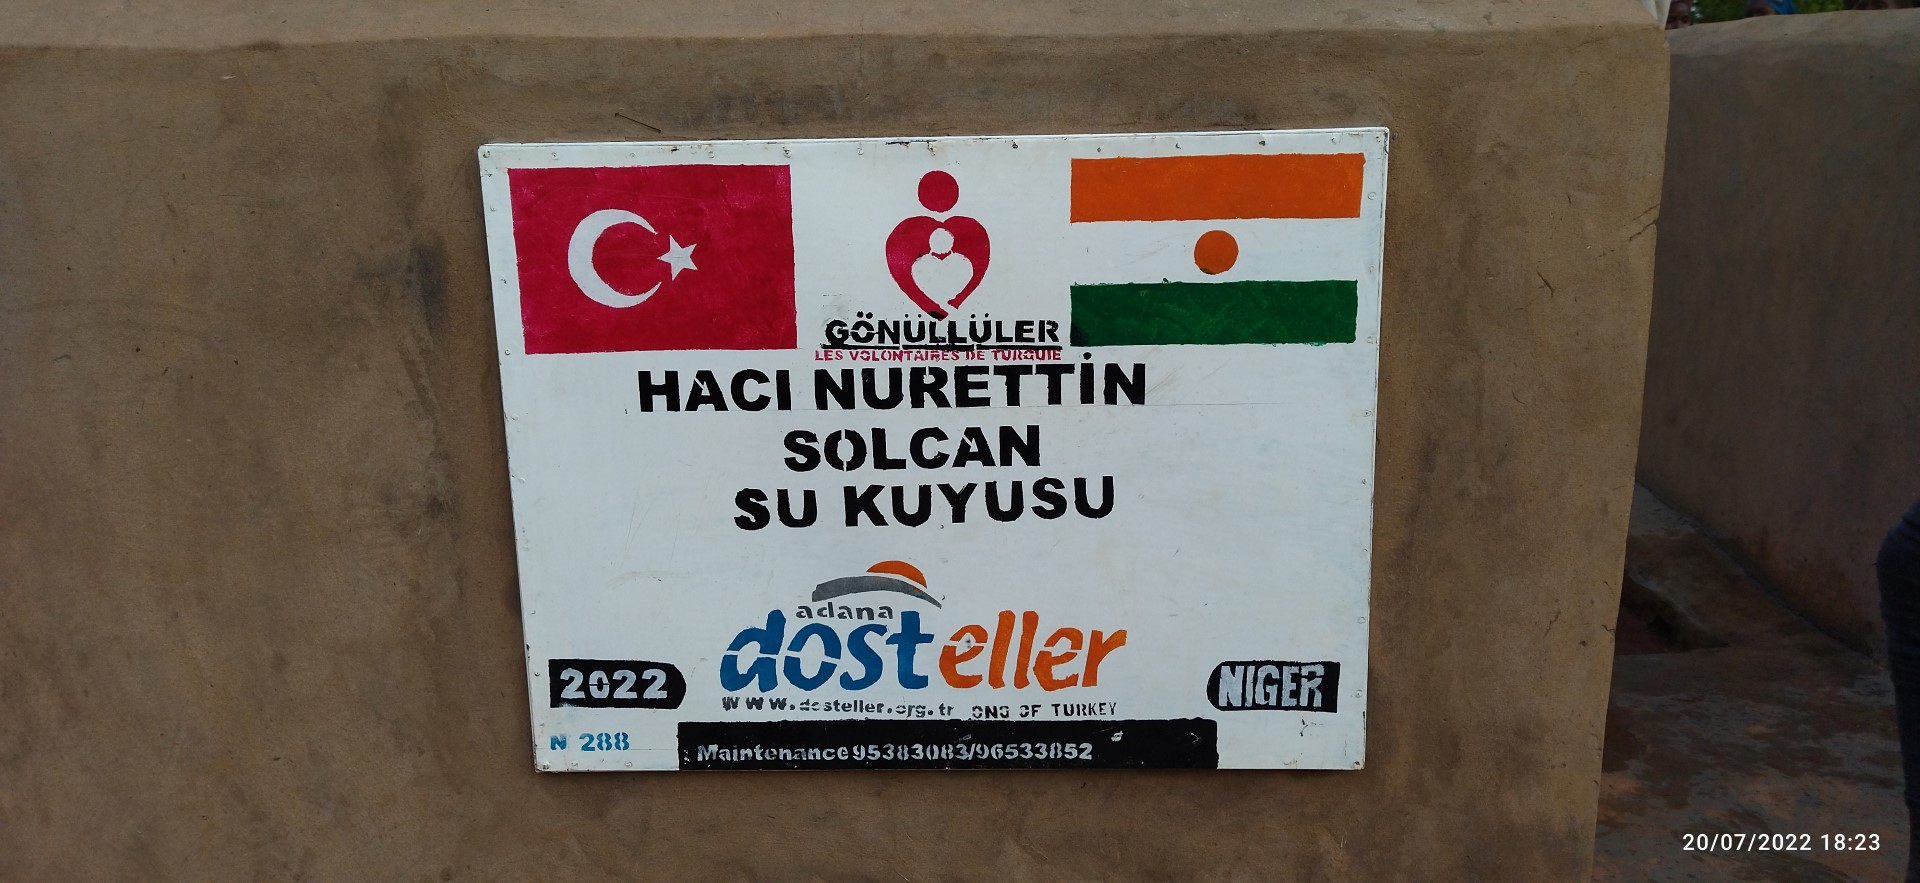 GÖNÜLLÜLER
LES VOLONTAIRES DE TURGUIE
HACI NURETTİN
SOLCAN
SU KUYUSU
adana
dosteller
www.dosteller.org.tr ONG OF TURKEY
2022
NIGER
N 288
Maintenance 95383083/96533852
20/07/2022 18:23